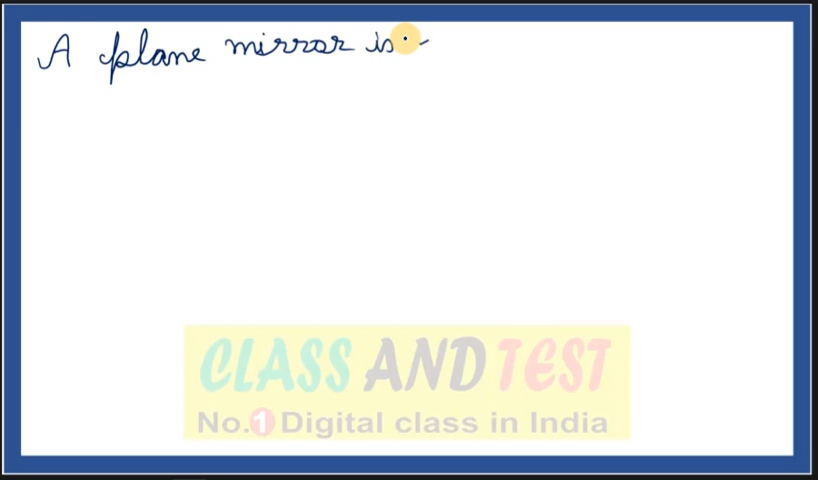 A plane mirror is
CLASS AND TEST
No.1 Digital class in India